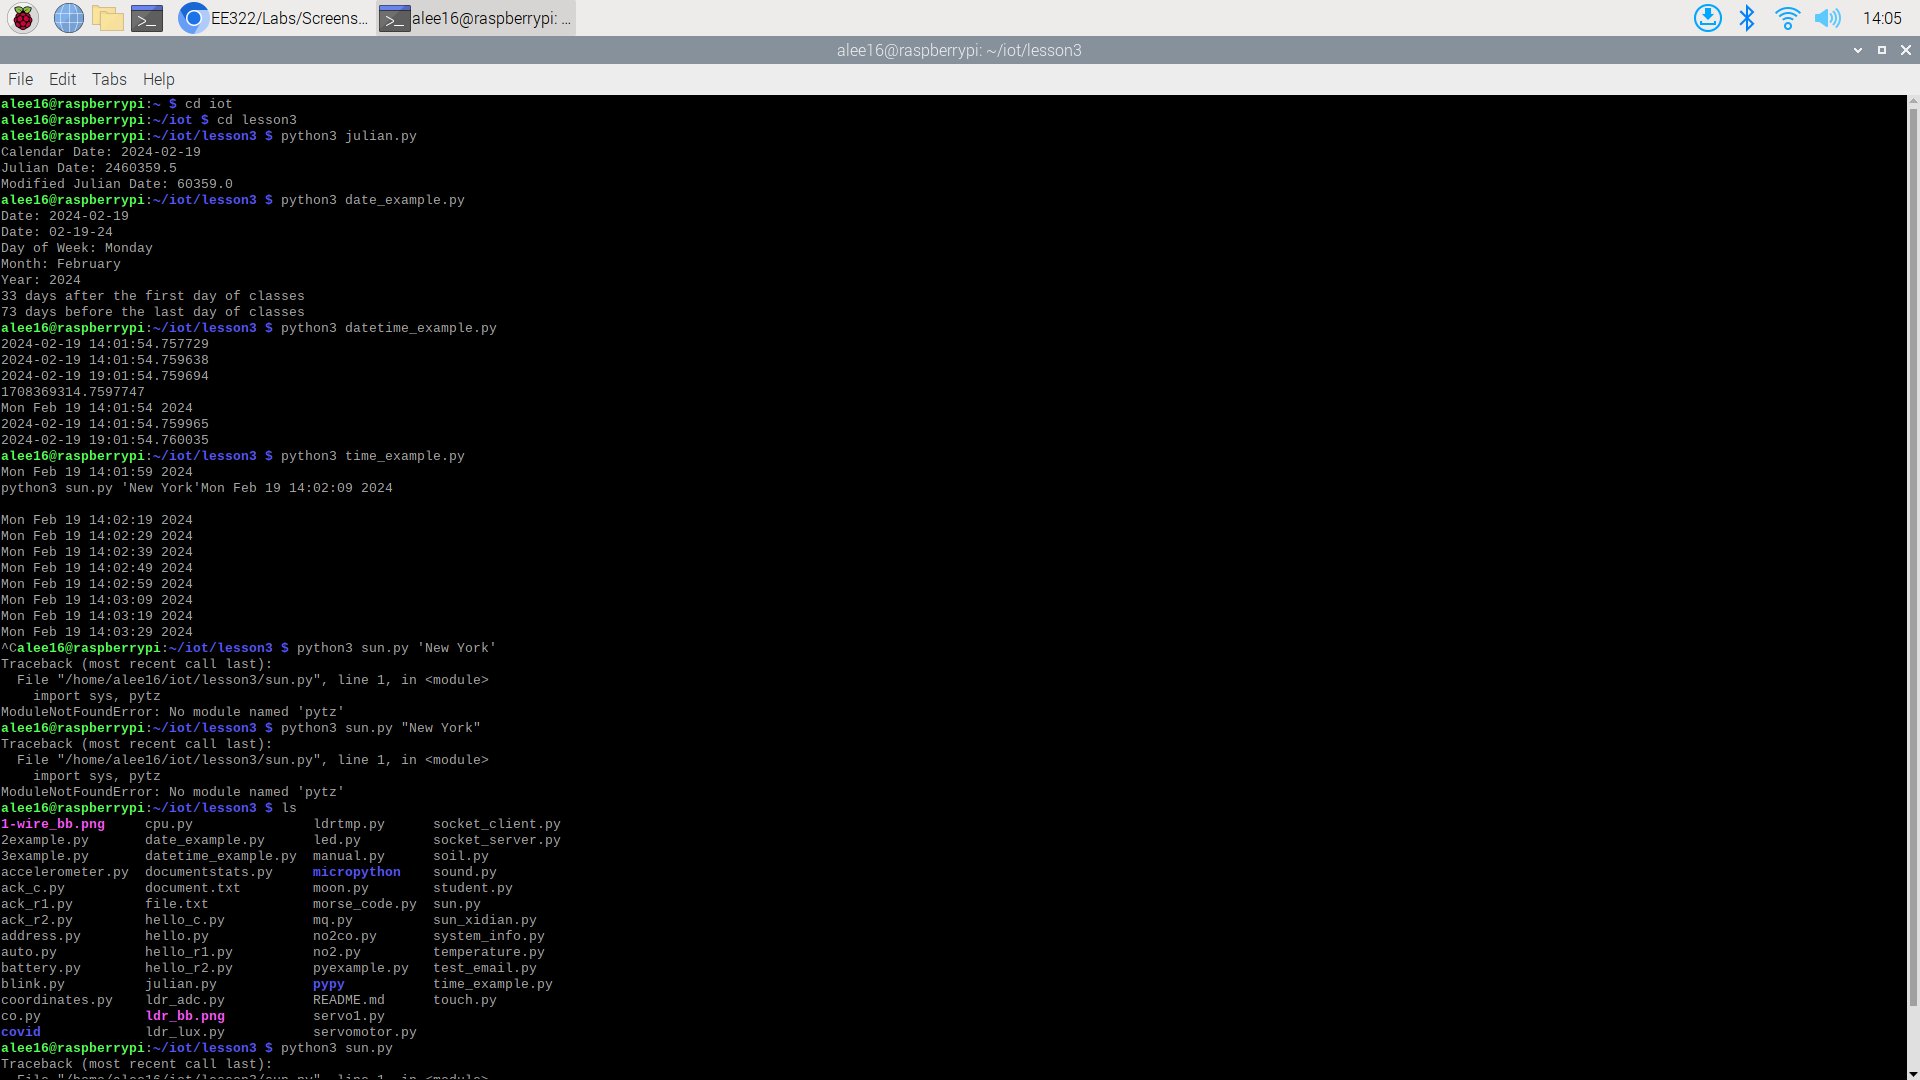 EE322/Labs/Screens...
alee16@raspberrypi: ...
14:05
alee16@raspberrypi: ~/iot/lesson3
File Edit Tabs Help
alee16@raspberrypi:~ $ cd iot
alee16@raspberrypi:~/iot $ cd lesson3
alee16@raspberrypi:~/iot/lesson3 $ python3 julian.py
Calendar Date: 2024-02-19
Julian Date: 2460359.5
Modified Julian Date: 60359.0
alee16@raspberrypi:~/iot/lesson3 $ python3 date_example.py
Date: 2024-02-19
Date: 02-19-24
Day of Week: Monday
Month: February
Year: 2024
33 days after the first day of classes
73 days before the last day of classes
alee16@raspberrypi:~/iot/lesson3 $ python3 datetime_example.py
2024-02-19 14:01:54.757729
2024-02-19 14:01:54.759638
2024-02-19 19:01:54.759694
1708369314.7597747
Mon Feb 19 14:01:54 2024
2024-02-19 14:01:54.759965
2024-02-19 19:01:54.760035
alee16@raspberrypi:~/iot/lesson3 $ python3 time_example.py
Mon Feb 19 14:01:59 2024
python3 sun.py 'New York'Mon Feb 19 14:02:09 2024
Mon Feb 19 14:02:19 2024
Mon Feb 19 14:02:29 2024
Mon Feb 19 14:02:39 2024
Mon Feb 19 14:02:49 2024
Mon Feb 19 14:02:59 2024
Mon Feb 19 14:03:09 2024
Mon Feb 19 14:03:19 2024
Mon Feb 19 14:03:29 2024
^Calee16@raspberrypi:~/iot/lesson3 $ python3 sun.py 'New York'
Traceback (most recent call last):
  File "/home/alee16/iot/lesson3/sun.py", line 1, in <module>
    import sys, pytz
ModuleNotFoundError: No module named 'pytz'
alee16@raspberrypi:~/iot/lesson3 $ python3 sun.py "New York"
Traceback (most recent call last):
  File "/home/alee16/iot/lesson3/sun.py", line 1, in <module>
    import sys, pytz
ModuleNotFoundError: No module named 'pytz'
alee16@raspberrypi:~/iot/lesson3 $ ls
1-wire_bb.png     cpu.py               ldrtmp.py      socket_client.py
2example.py       date_example.py      led.py         socket_server.py
3example.py       datetime_example.py  manual.py      soil.py
accelerometer.py  documentstats.py     micropython    sound.py
ack_c.py          document.txt         moon.py        student.py
ack_r1.py         file.txt             morse_code.py  sun.py
ack_r2.py         hello_c.py           mq.py          sun_xidian.py
address.py        hello.py             no2co.py       system_info.py
auto.py           hello_r1.py          no2.py         temperature.py
battery.py        hello_r2.py          pyexample.py   test_email.py
blink.py          julian.py            pypy           time_example.py
coordinates.py    ldr_adc.py           README.md      touch.py
co.py             ldr_bb.png           servo1.py
covid             ldr_lux.py           servomotor.py
alee16@raspberrypi:~/iot/lesson3 $ python3 sun.py
Traceback (most recent call last):
  File "/home/alee16/iot/lesson3/sun.py", line 1, in <module>